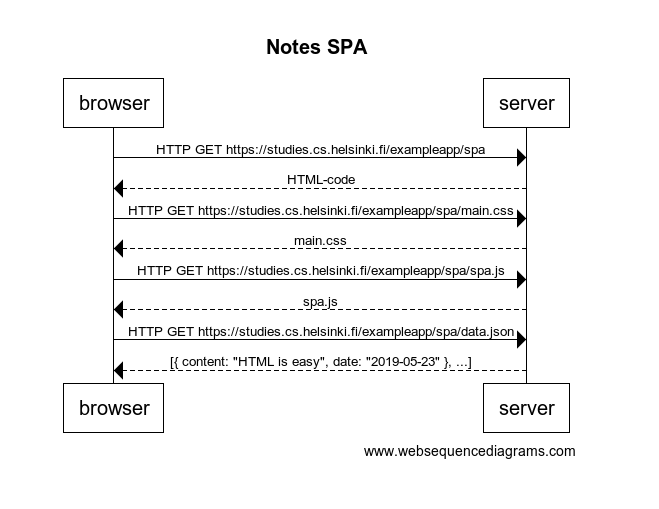 Notes SPA
browser
server
HTTP GET https://studies.cs.helsinki.fi/exampleapp/spa
HTML-code
HTTP GET https://studies.cs.helsinki.fi/exampleapp/spa/main.css
main.css
HTTP GET https://studies.cs.helsinki.fi/exampleapp/spa/spa.js
spa.js
HTTP GET https://studies.cs.helsinki.fi/exampleapp/spa/data.json
[{ content: "HTML is easy", date: "2019-05-23" }, ...]
browser
server
www.websequencediagrams.com